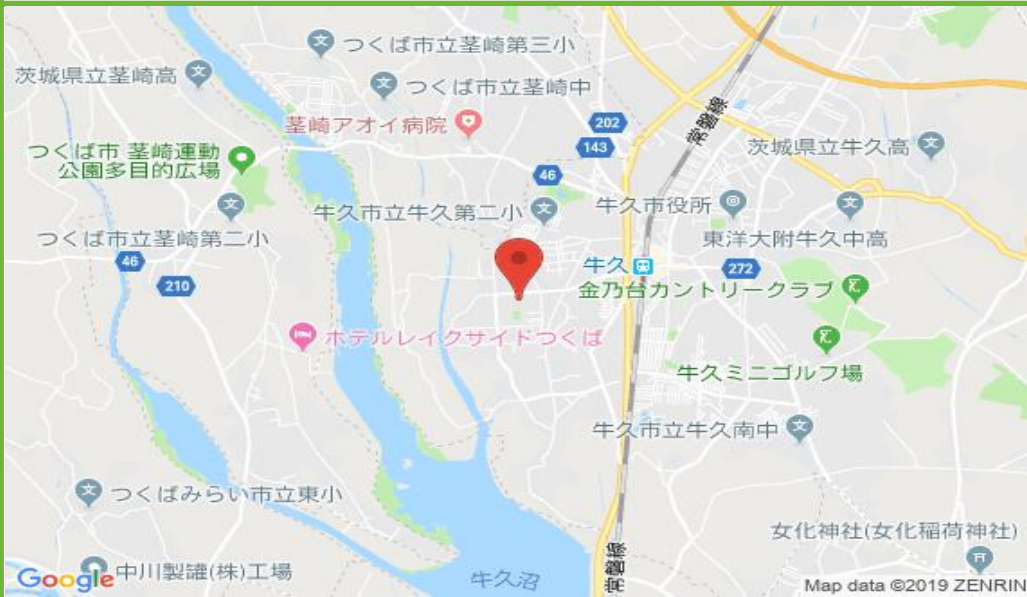 つくば市立茎崎第三小
茨城県立茎崎高
つくば市立茎崎中
茎崎アオイ病院
202
常磐線
143
茨城県立牛久高
つくば市 茎崎運動
公園多目的広場
46
牛久市立牛久第二小
牛久市役所
つくば市立茎崎第二小
東洋大附牛久中高
46
牛久
272
210
金乃台カントリークラブ
ホテルレイクサイドつくば
牛久ミニゴルフ場
牛久市立牛久南中
つくばみらい市立東小
女化神社(女化稲荷神社)
常磐線
中川製罐(株)工場
牛久沼
Google
Map data ©2019 ZENRIN